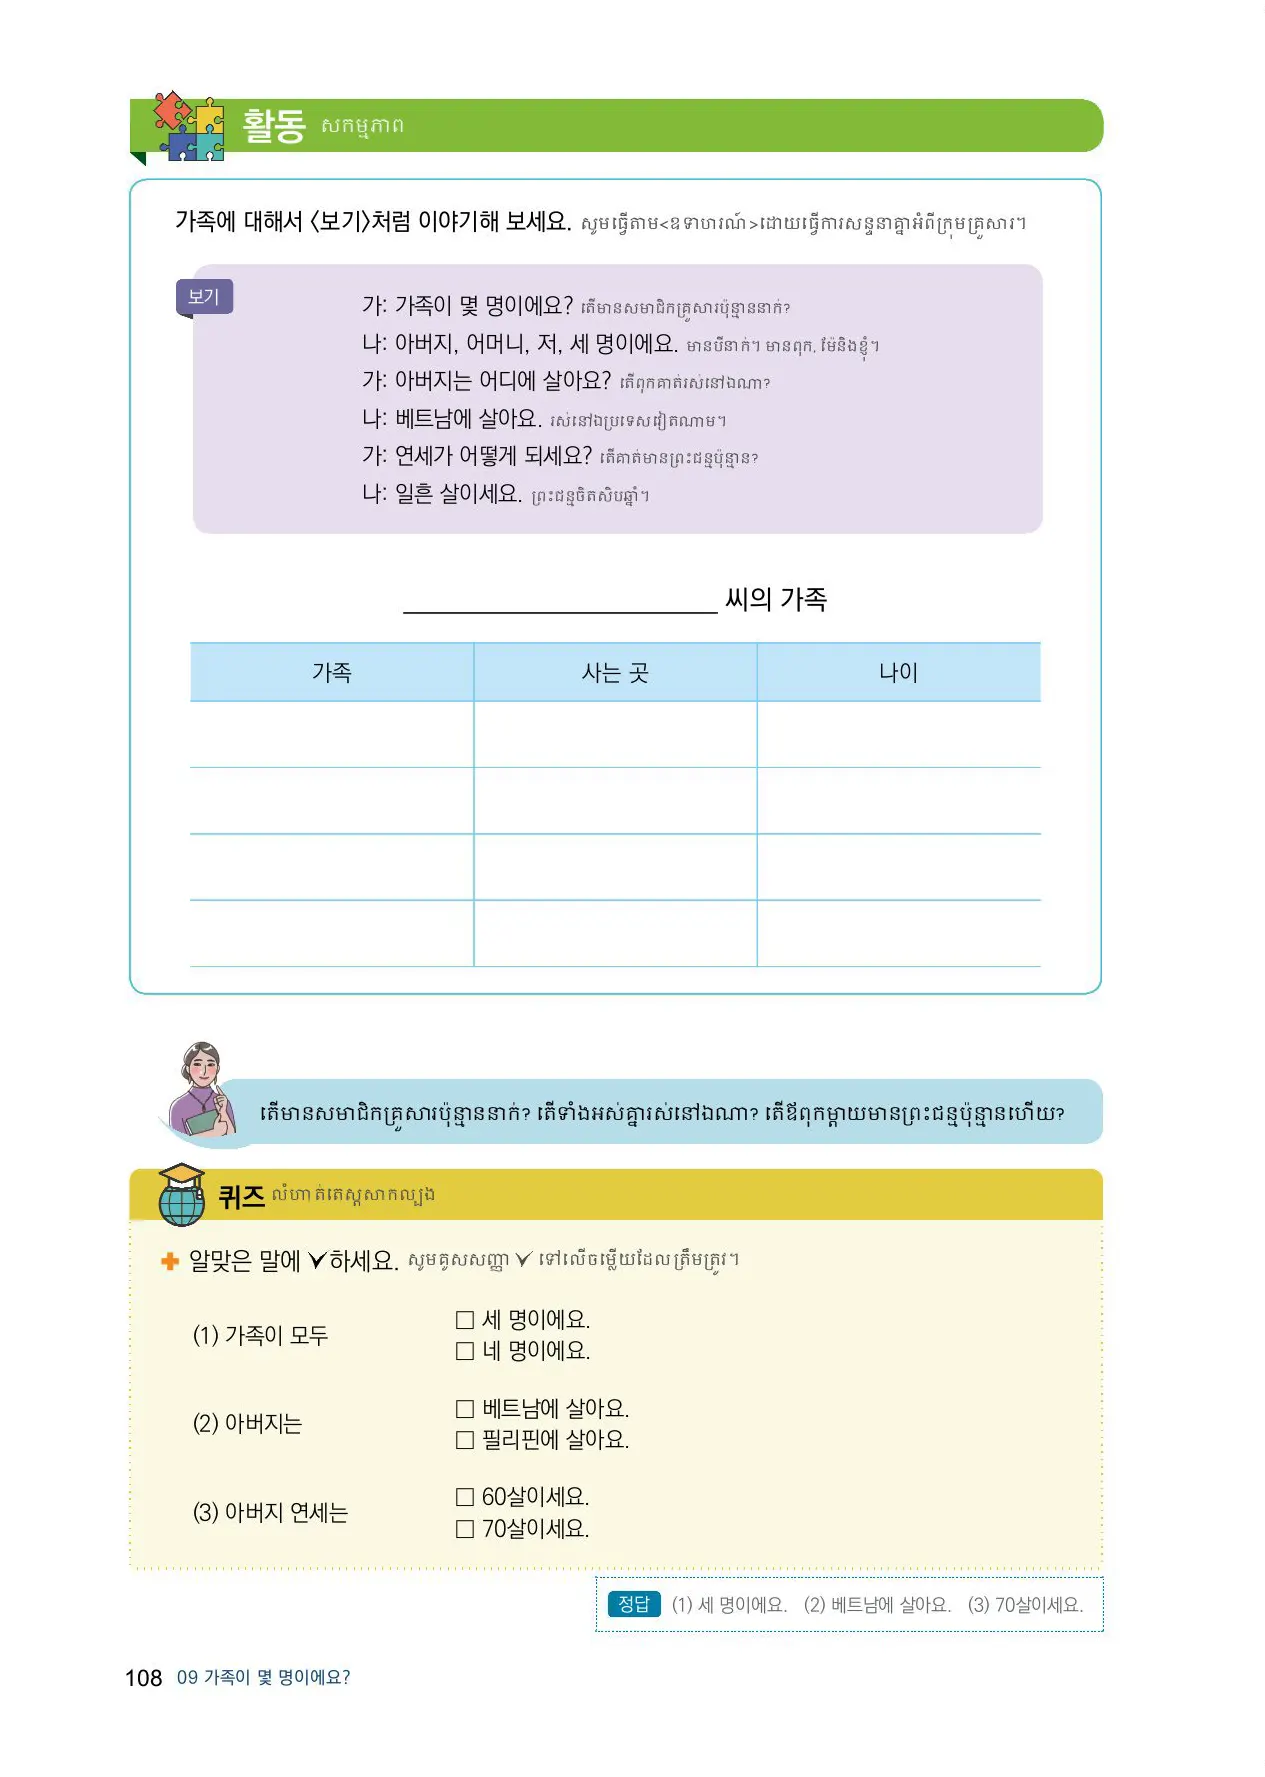 활동 សកម្មភាព
가족에 대해서 〈보기〉처럼 이야기해 보세요. សូមធ្វើតាម<ឧទាហរណ៍>ដោយធ្វើការសន្ទនាគ្នាអំពីក្រុមគ្រួសារ។
보기
가: 가족이 몇 명이에요? តើមានសមាជិកគ្រួសារប៉ុន្មាននាក់?
나: 아버지, 어머니, 저, 세 명이에요. មានបីនាក់។ មានពុក, ម៉ែនិងខ្ញុំ។
가: 아버지는 어디에 살아요? តើពុកគាត់រស់នៅឯណា?
나: 베트남에 살아요. រស់នៅឯប្រទេសវៀតណាម។
가: 연세가 어떻게 되세요? តើគាត់មានព្រះជន្មប៉ុន្មាន?
나: 일흔 살이세요. ព្រះជន្មចិតសិបឆ្នាំ។
씨의 가족
가족 사는 곳 나이
តើមានសមាជិកគ្រួសារប៉ុន្មាននាក់? តើទាំងអស់គ្នារស់នៅឯណា? តើឪពុកម្តាយមានព្រះជន្មប៉ុន្មានហើយ?
퀴즈 លំហាត់តេស្តសាកល្បង
알맞은 말에 ✓하세요. សូមគូសសញ្ញា ✓ ទៅលើចម្លើយដែលត្រឹមត្រូវ។
(1) 가족이 모두
□ 세 명이에요.
□ 네 명이에요.
(2) 아버지는
□ 베트남에 살아요.
□ 필리핀에 살아요.
(3) 아버지 연세는
□ 60살이세요.
□ 70살이세요.
정답 (1) 세 명이에요. (2) 베트남에 살아요. (3) 70살이세요.
108 09 가족이 몇 명이에요?